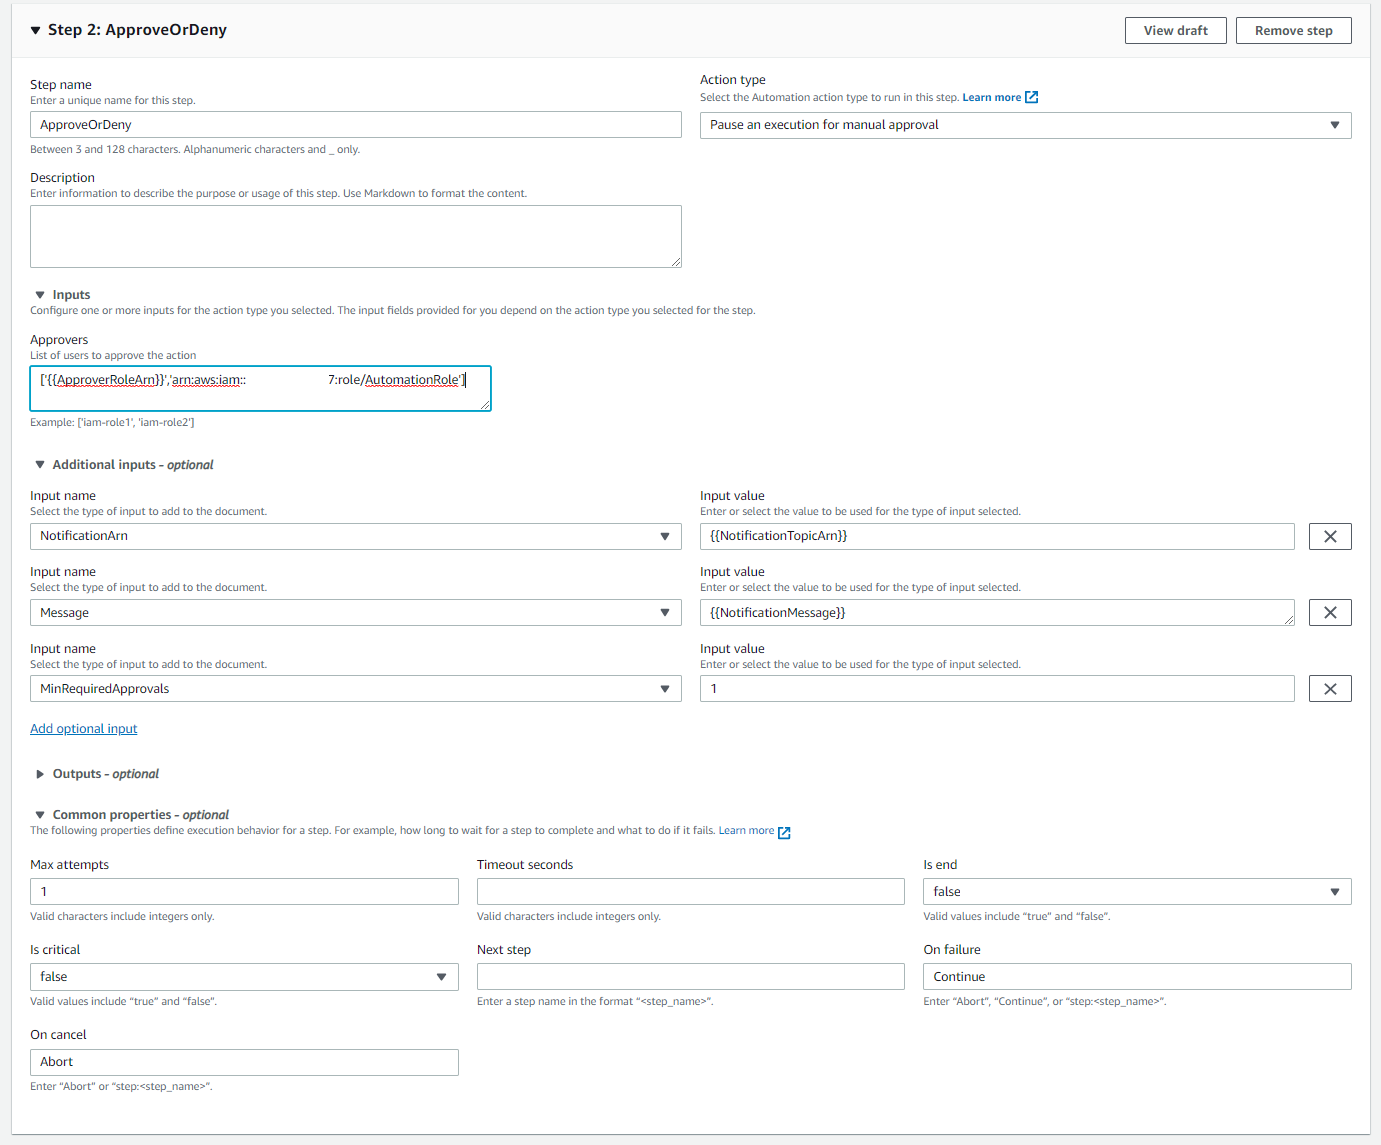 Step 2: ApproveOrDeny
View draft
Remove step
Step name
Enter a unique name for this step.
ApproveOrDeny
Between 3 and 128 characters. Alphanumeric characters and _ only.
Action type
Select the Automation action type to run in this step. Learn more
Pause an execution for manual approval
Description
Enter information to describe the purpose or usage of this step. Use Markdown to format the content.
Inputs
Configure one or more inputs for the action type you selected. The input fields provided for you depend on the action type you selected for the step.
Approvers
List of users to approve the action
['{{ApproverRoleArn}}','arn:aws:iam:: 7:role/AutomationRole']
Example: ['iam-role1', 'iam-role2']
Additional inputs - optional
Input name
Select the type of input to add to the document.
NotificationArn
Input value
Enter or select the value to be used for the type of input selected.
{{NotificationTopicArn}}
Input name
Select the type of input to add to the document.
Message
Input value
Enter or select the value to be used for the type of input selected.
{{NotificationMessage}}
Input name
Select the type of input to add to the document.
MinRequiredApprovals
Input value
Enter or select the value to be used for the type of input selected.
1
Add optional input
Outputs - optional
Common properties - optional
The following properties define execution behavior for a step. For example, how long to wait for a step to complete and what to do if it fails. Learn more
Max attempts
1
Valid characters include integers only.
Timeout seconds
Valid characters include integers only.
Is end
false
Valid values include “true” and “false”.
Is critical
false
Valid values include “true” and “false”.
Next step
Enter a step name in the format “<step_name>”.
On failure
Continue
Enter “Abort”, “Continue”, or “step:<step_name>”.
On cancel
Abort
Enter “Abort” or “step:<step_name>”.